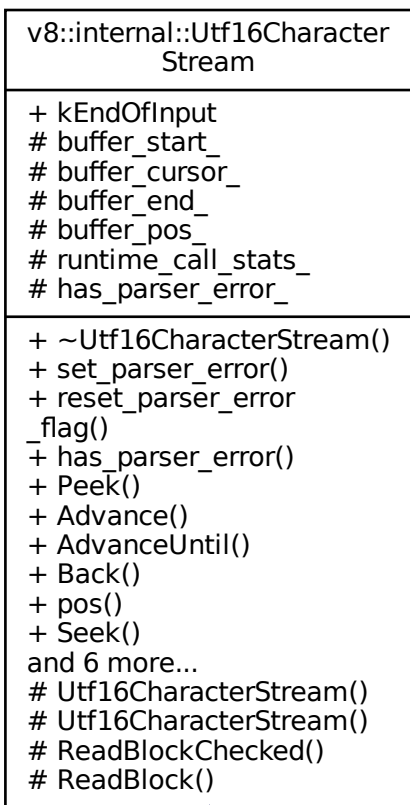 v8::internal::Utf16Character
Stream
+ kEndOfInput
# buffer_start_
# buffer_cursor_
# buffer_end_
# buffer_pos_
# runtime_call_stats_
# has_parser_error_
+ ~Utf16CharacterStream()
+ set_parser_error()
+ reset_parser_error
_flag()
+ has_parser_error()
+ Peek()
+ Advance()
+ AdvanceUntil()
+ Back()
+ pos()
+ Seek()
and 6 more...
# Utf16CharacterStream()
# Utf16CharacterStream()
# ReadBlockChecked()
# ReadBlock()